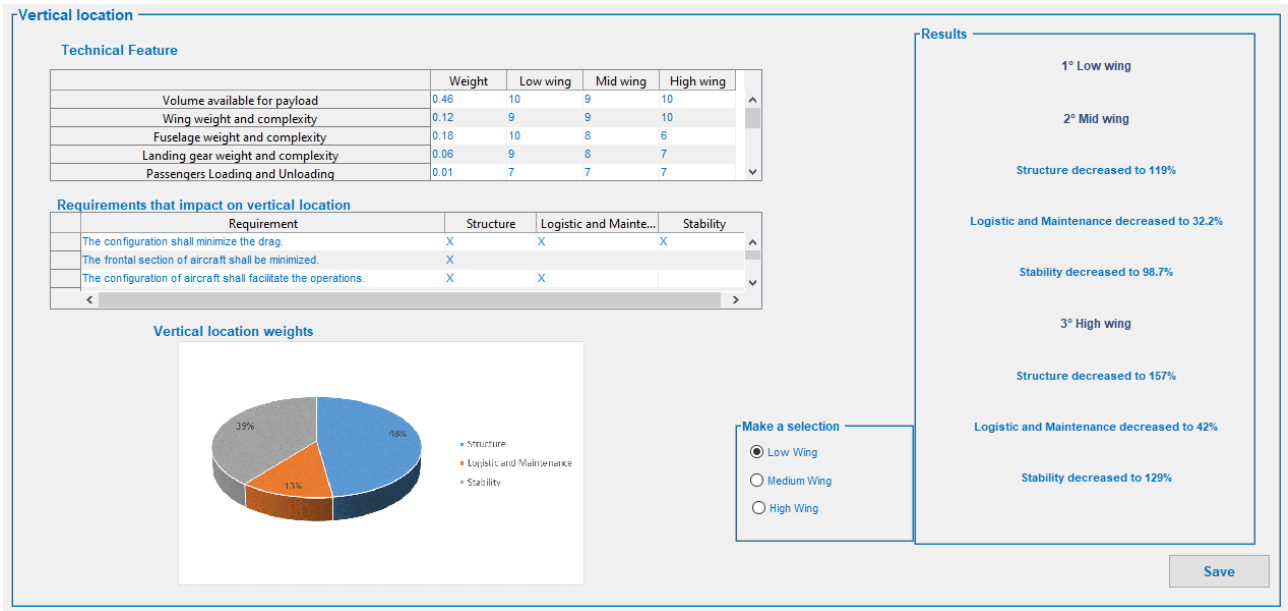 Vertical location
Technical Feature
Weight Low wing Mid wing High wing
Volume available for payload 0.46 10 9 10
Wing weight and complexity 0.12 9 9 10
Fuselage weight and complexity 0.18 10 8 6
Landing gear weight and complexity 0.06 9 8 7
Passengers Loading and Unloading 0.01 7 7 7
Requirements that impact on vertical location
Requirement Structure Logistic and Mainte... Stability
The configuration shall minimize the drag. X X X
The frontal section of aircraft shall be minimized. X
The configuration of aircraft shall facilitate the operations. X X
Vertical location weights
39%
48%
13%
Structure
Logistic and Maintenance
Stability
Make a selection
Low Wing
Medium Wing
High Wing
Results
1° Low wing
2° Mid wing
Structure decreased to 119%
Logistic and Maintenance decreased to 32.2%
Stability decreased to 98.7%
3° High wing
Structure decreased to 157%
Logistic and Maintenance decreased to 42%
Stability decreased to 129%
Save